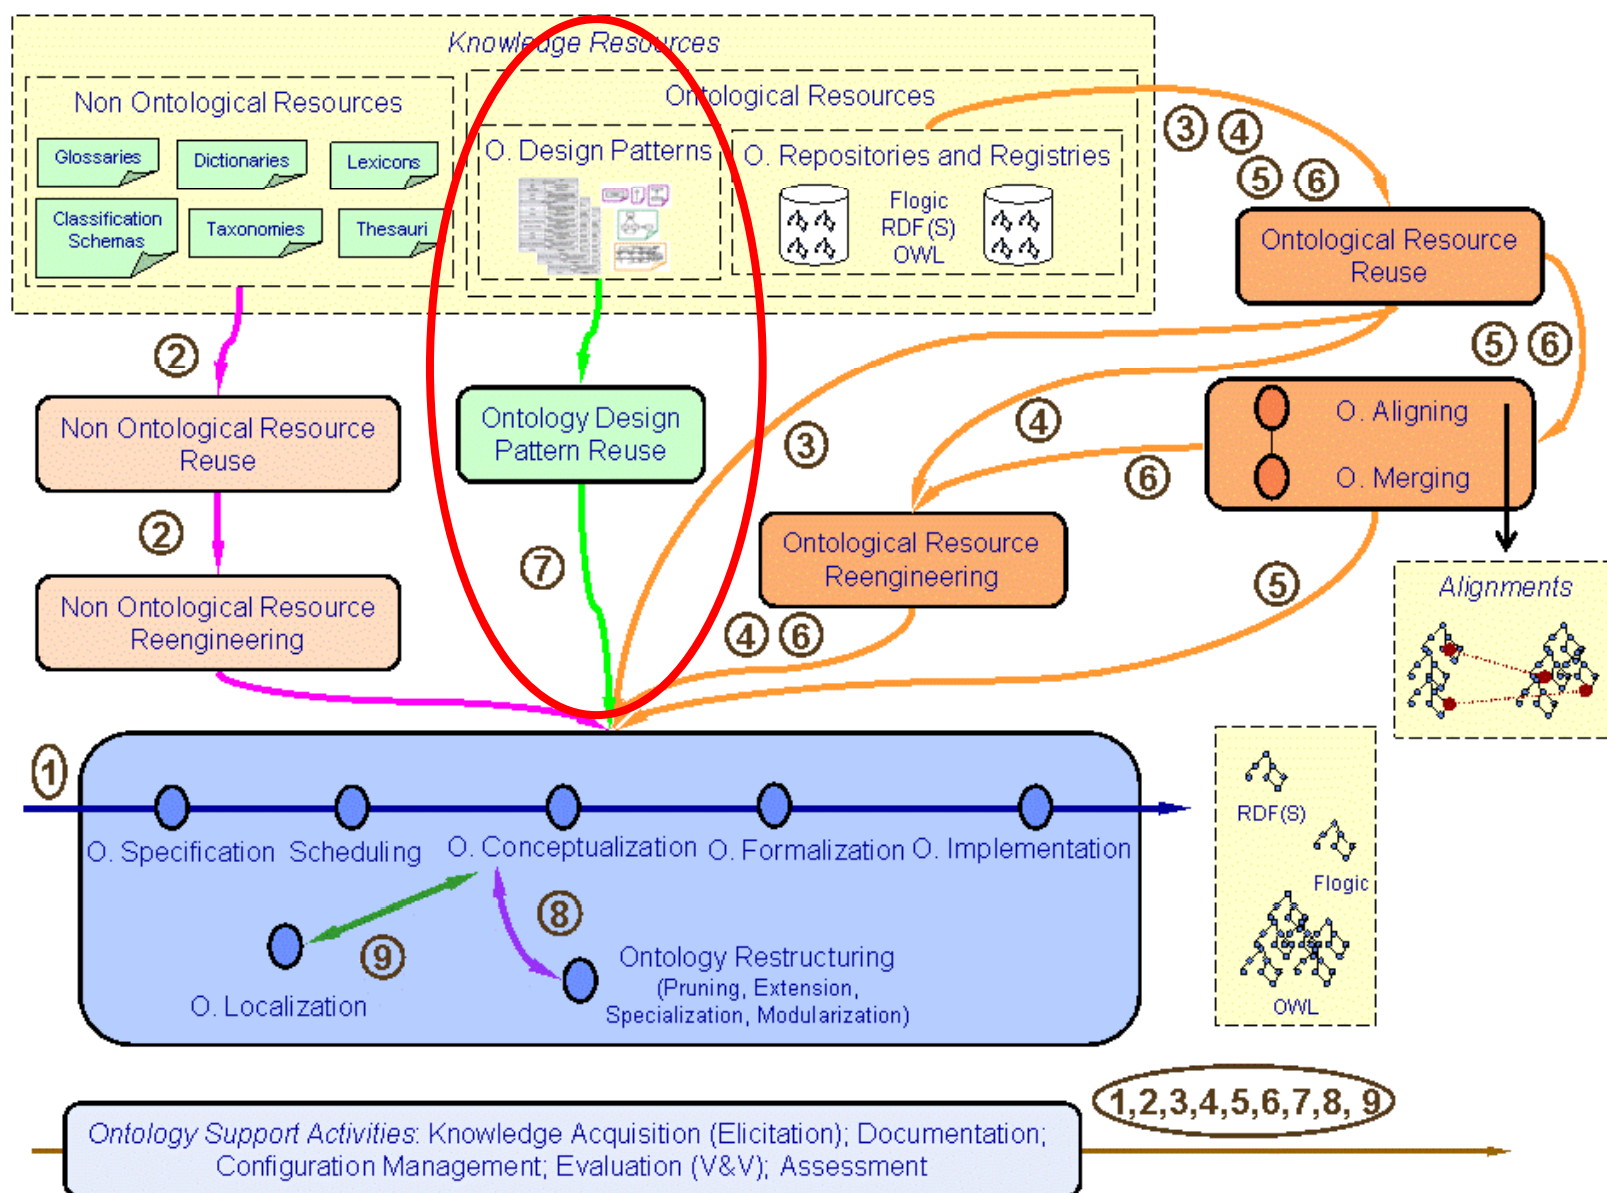 Knowledge Resources
Non Ontological Resources
Glossaries
Dictionaries
Lexicons
Classification
Schemas
Taxonomies
Thesauri
Ontological Resources
O. Design Patterns
O. Repositories and Registries
Flogic
RDF(S)
OWL
3 4
5 6
Ontological Resource
Reuse
2
5 6
Non Ontological Resource
Reuse
Ontology Design
Pattern Reuse
3
4
O. Aligning
O. Merging
6
2
7
Ontological Resource
Reengineering
5
Non Ontological Resource
Reengineering
4 6
Alignments
1
O. Specification
Scheduling
O. Conceptualization
O. Formalization
O. Implementation
8
9
O. Localization
Ontology Restructuring
(Pruning, Extension,
Specialization, Modularization)
RDF(S)
Flogic
OWL
1,2,3,4,5,6,7,8, 9
Ontology Support Activities: Knowledge Acquisition (Elicitation); Documentation;
Configuration Management; Evaluation (V&V); Assessment